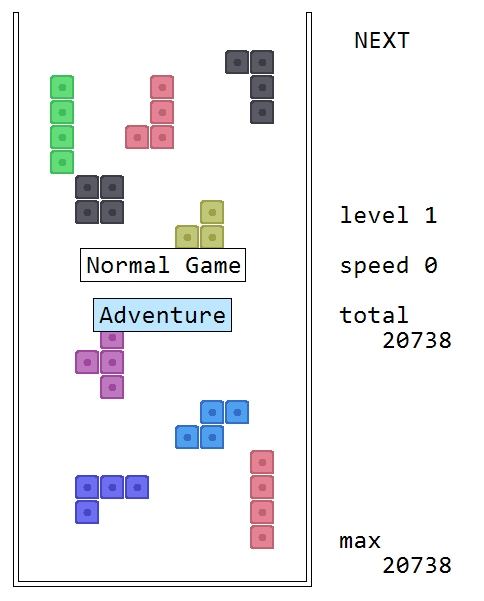 NEXT
level 1
Normal Game
speed 0
Adventure
total
20738
max
20738